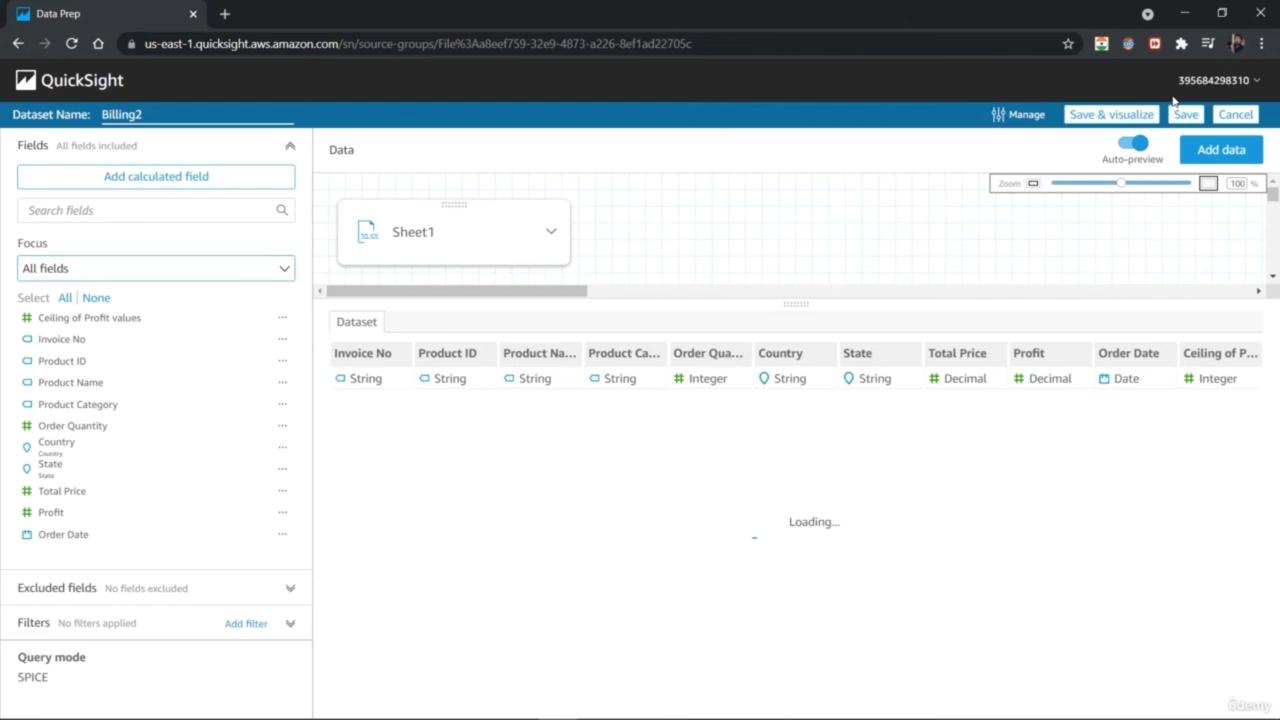 Data Prep
us-east-1.quicksight.aws.amazon.com/sn/source-groups/File%3Aa8eef759-32e9-4873-a226-8ef1ad22705c
QuickSight
395684298310
Dataset Name: Billing2
Manage
Save & visualize
Save
Cancel
Fields All fields included
Add calculated field
Search fields
Focus
All fields
Select All | None
Ceiling of Profit values
Invoice No
Product ID
Product Name
Product Category
Order Quantity
Country
Country
State
State
Total Price
Profit
Order Date
Excluded fields No fields excluded
Filters No filters applied Add filter
Query mode
SPICE
Data
Auto-preview
Add data
Zoom 100 %
Sheet1
Dataset
Invoice No Product ID Product Na... Product Ca... Order Qua... Country State Total Price Profit Order Date Ceiling of P...
String String String String Integer String String Decimal Decimal Date Integer
Loading...
ûdemy